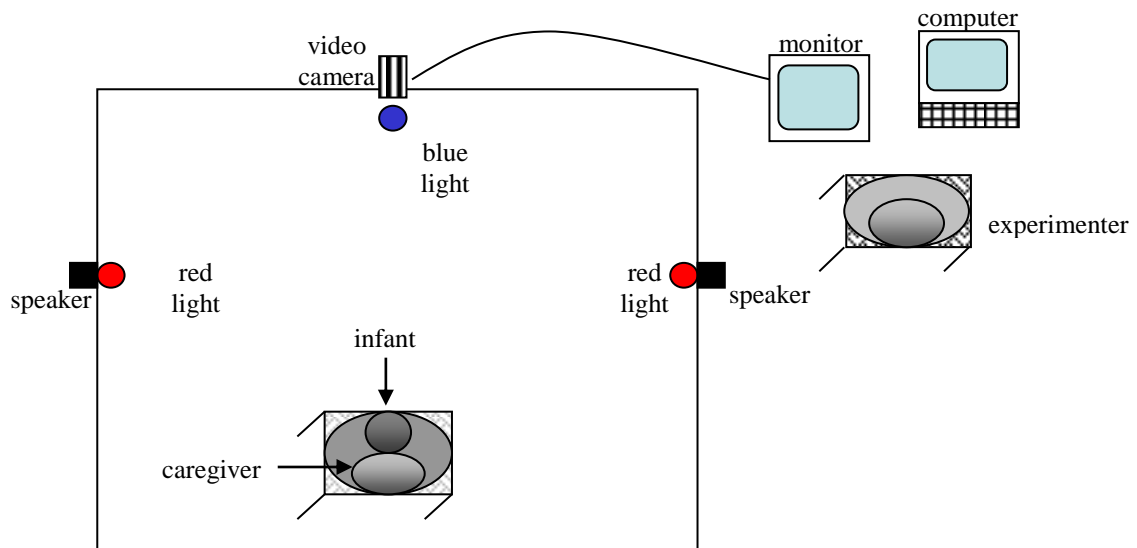 computer
video
camera
monitor
blue
light
experimenter
red
light
red
light
speaker
speaker
infant
caregiver